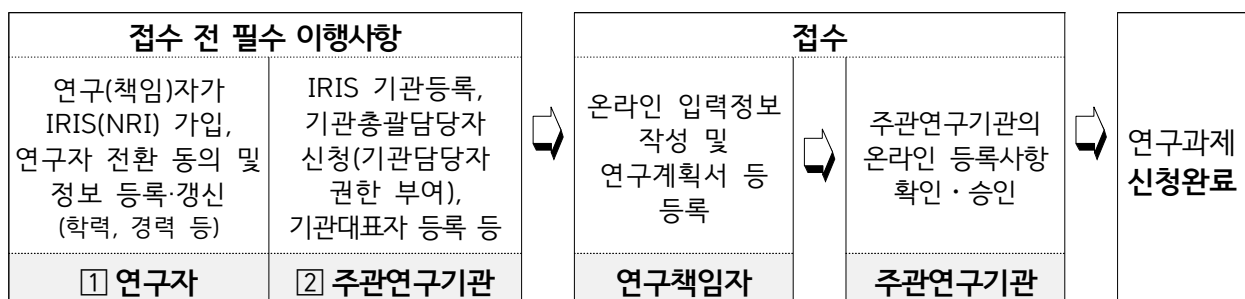 접수 전 필수 이행사항
연구(책임)자가
IRIS(NRI) 가입,
연구자 전환 동의 및
정보 등록·갱신
(학력, 경력 등)
1 연구자
IRIS 기관등록,
기관총괄담당자
신청(기관담당자
권한 부여),
기관대표자 등록 등
2 주관연구기관
접수
온라인 입력정보
작성 및
연구계획서 등
등록
연구책임자
주관연구기관의
온라인 등록사항
확인・승인
주관연구기관
연구과제
신청완료